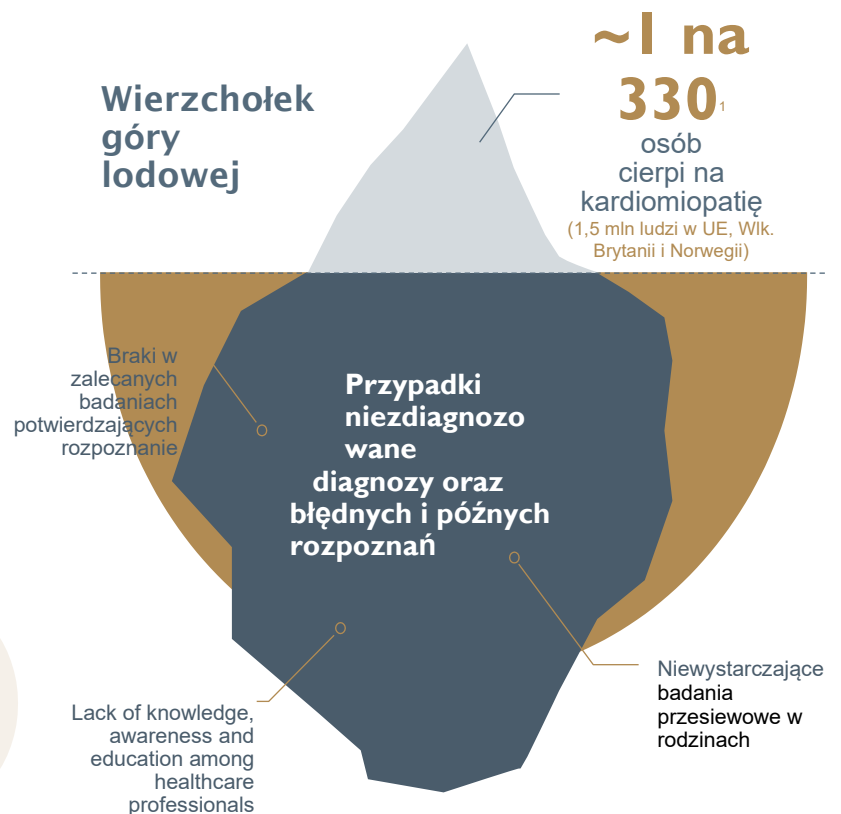 Wierzchołek
góry
lodowej
~1 na
330¹
osób
cierpi na
kardiomiopatię
(1,5 mln ludzi w UE, Wlk.
Brytanii i Norwegii)
Braki w
zalecanych
badaniach
potwierdzających
rozpoznanie
Przypadki
niezdiagnozo
wane
diagnozy oraz
błędnych i późnych
rozpoznań
Lack of knowledge,
awareness and
education among
healthcare
professionals
Niewystarczające
badania
przesiewowe w
rodzinach